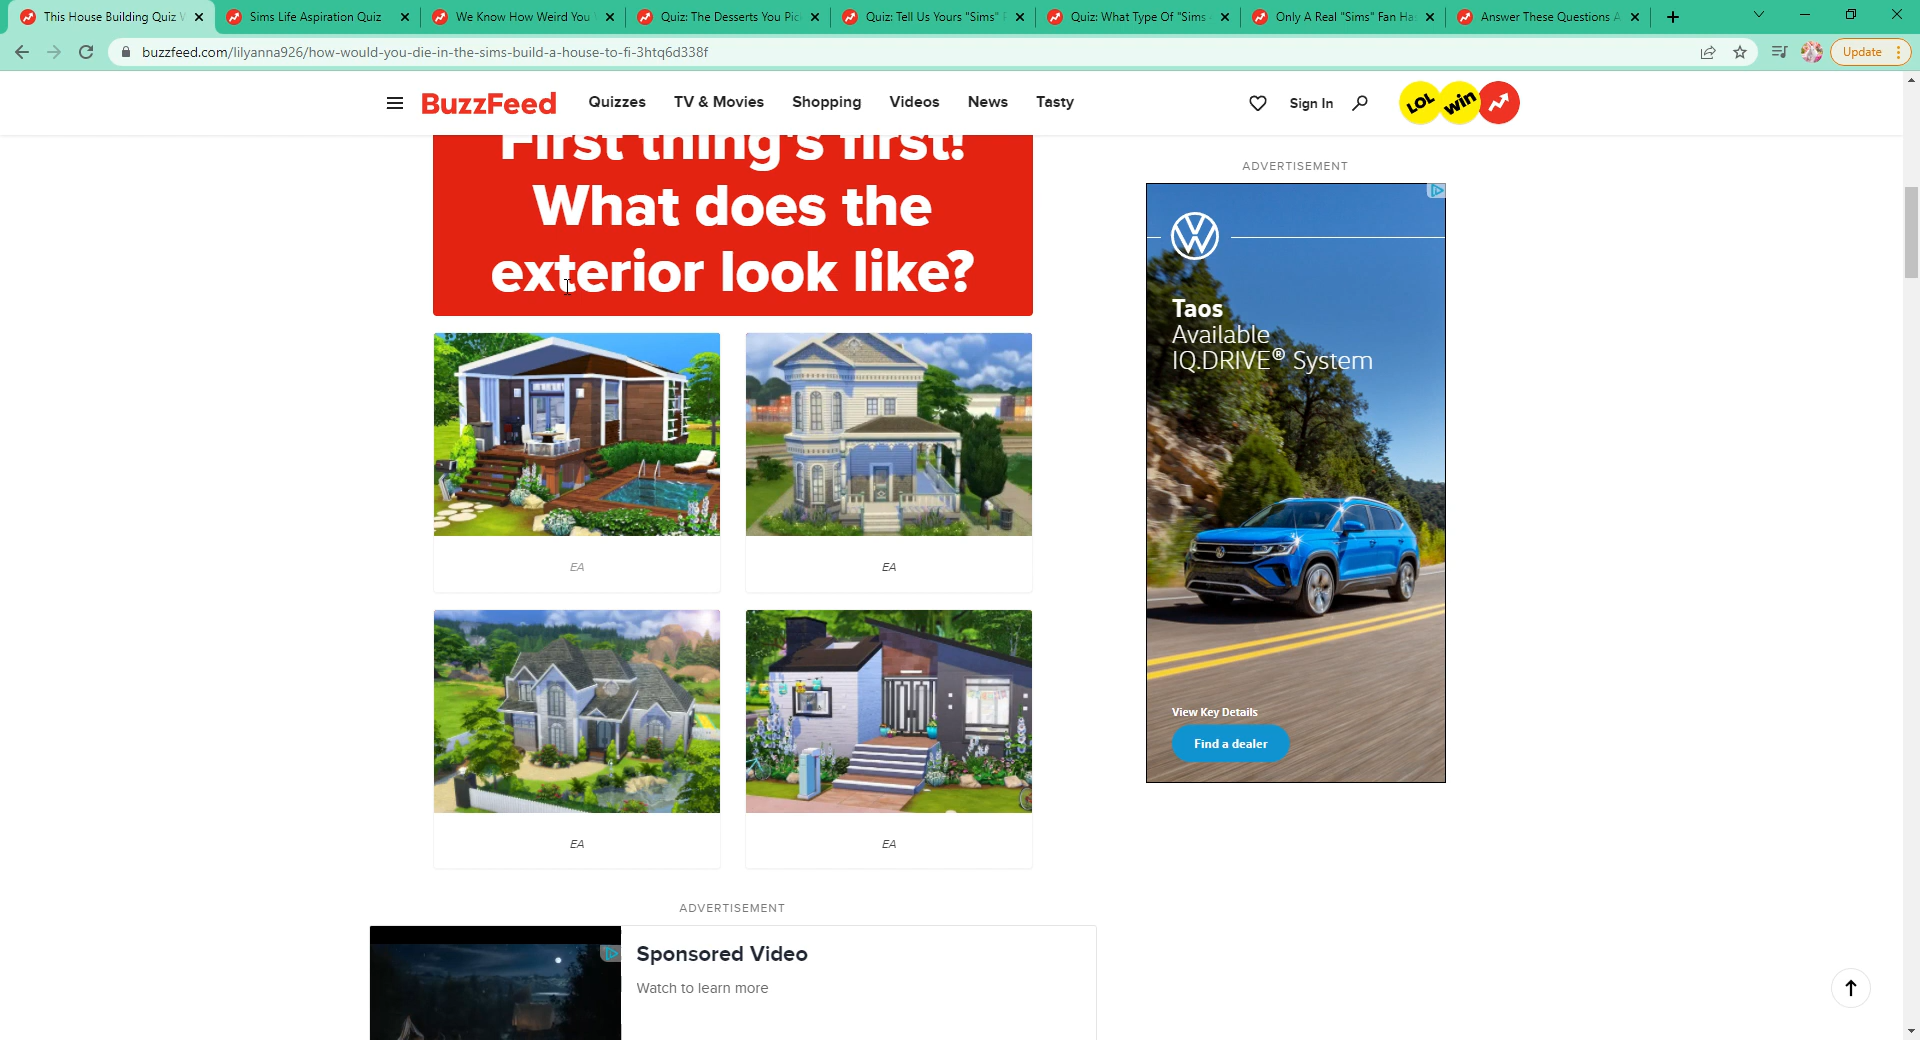 This House Building Quiz W
Sims Life Aspiration Quiz
We Know How Weird You
Quiz: The Desserts You Pic
Quiz: Tell Us Yours "Sims"
Quiz: What Type Of "Sims
Only A Real "Sims" Fan Ha
Answer These Questions A
buzzfeed.com/lilyanna926/how-would-you-die-in-the-sims-build-a-house-to-fi-3htq6d338f
Update
BuzzFeed
Quizzes
TV & Movies
Shopping
Videos
News
Tasty
Sign In
LOL
win
First thing's first!
What does the
exterior look like?
EA
EA
EA
EA
ADVERTISEMENT
Taos
Available
IQ.DRIVE® System
View Key Details
Find a dealer
ADVERTISEMENT
Sponsored Video
Watch to learn more